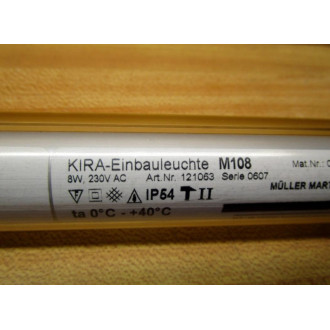 KIRA-Einbauleuchte M108 Mat.Nr.:
8W, 230V AC Art.Nr. 121063 Serie 0607
F IP54 II MÜLLER MART
ta 0°C - +40°C